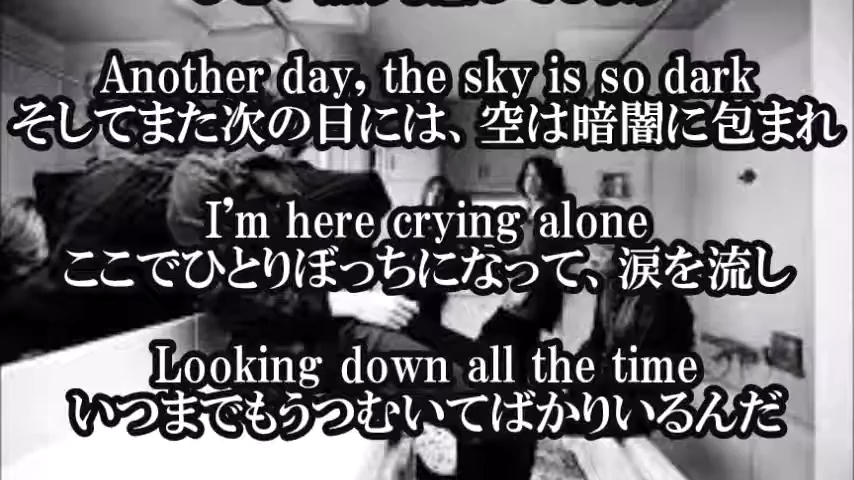 Another day, the sky is so dark
そしてまた次の日には、空は暗闇に包まれ
I'm here crying alone
ここでひとりぼっちになって、涙を流し
Looking down all the time
いつまでもうつむいてばかりいるんだ